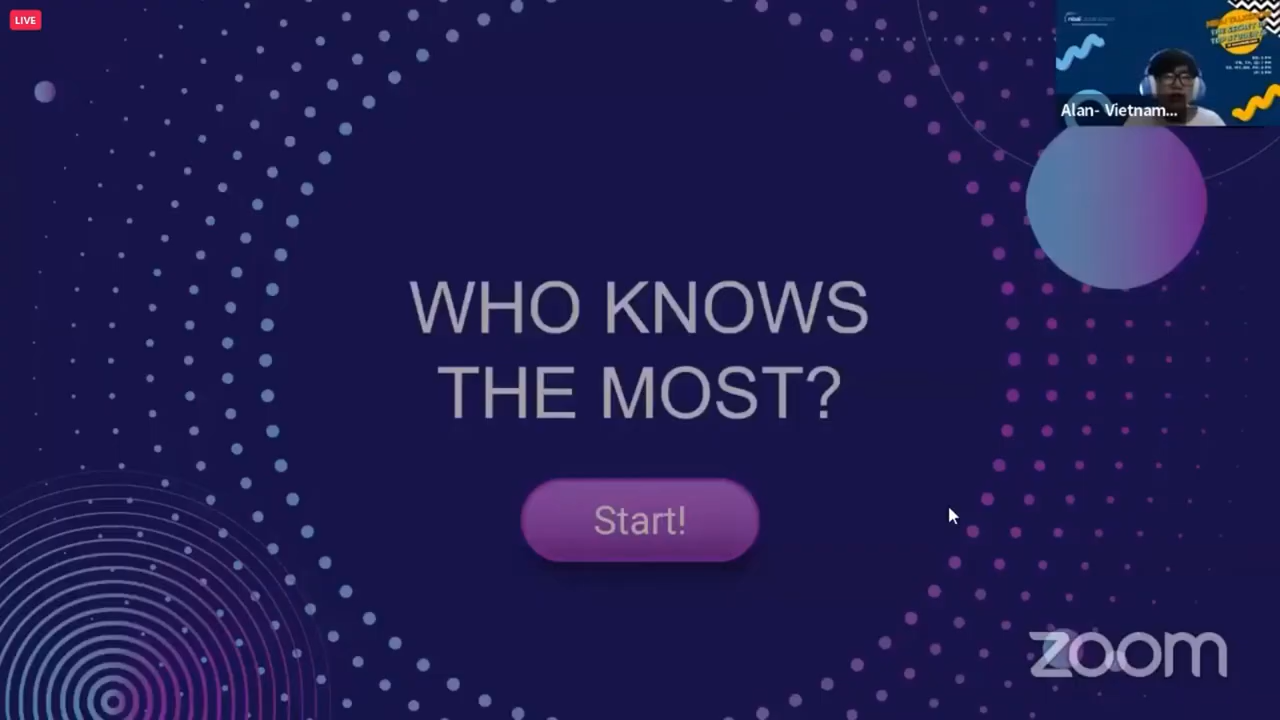 LIVE
Alan- Vietnam...
WHO KNOWS
THE MOST?
Start!
zoom